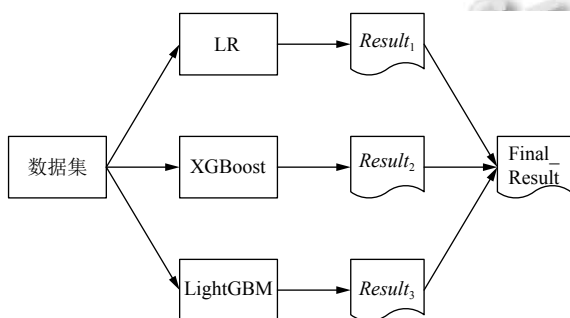 LR
Result₁
数据集
XGBoost
Result₂
Final_
Result
LightGBM
Result₃